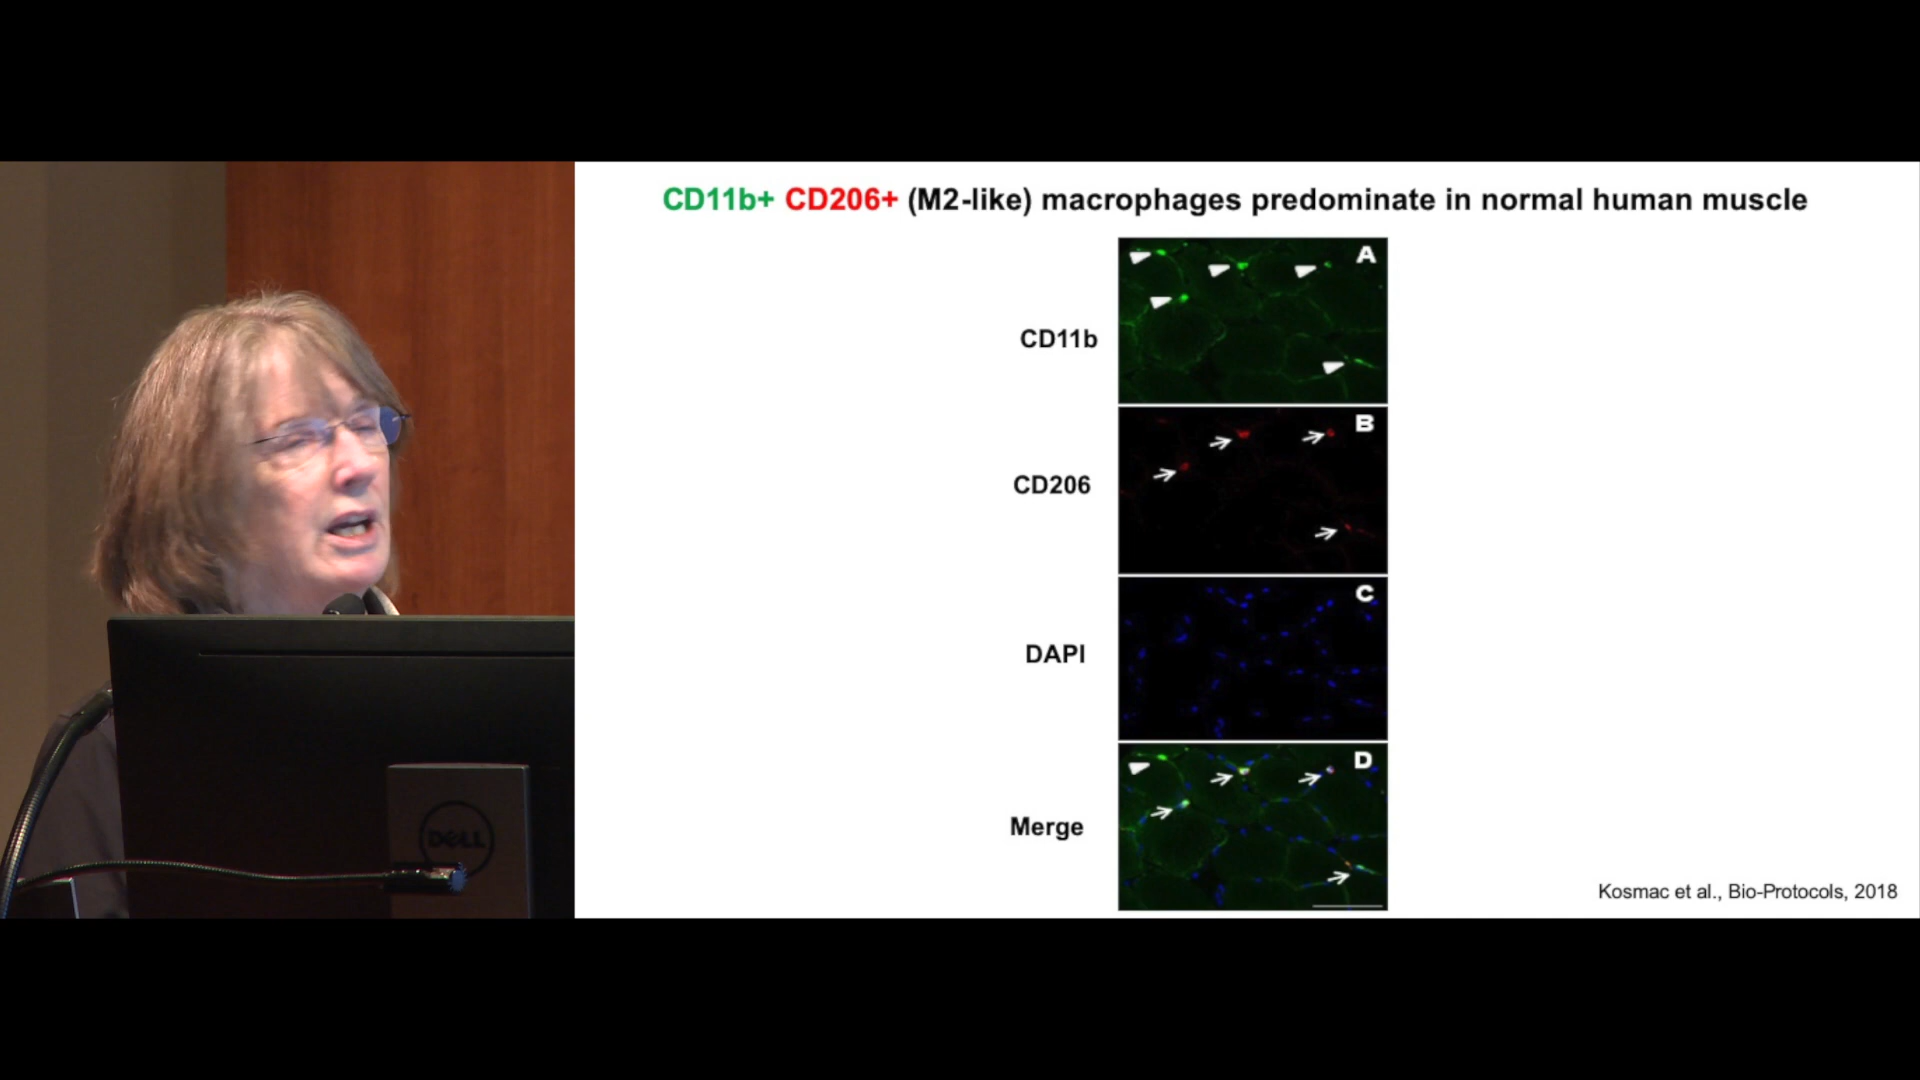 CD11b+ CD206+ (M2-like) macrophages predominate in normal human muscle
A
CD11b
B
CD206
C
DAPI
D
Merge
Kosmac et al., Bio-Protocols, 2018
DELL